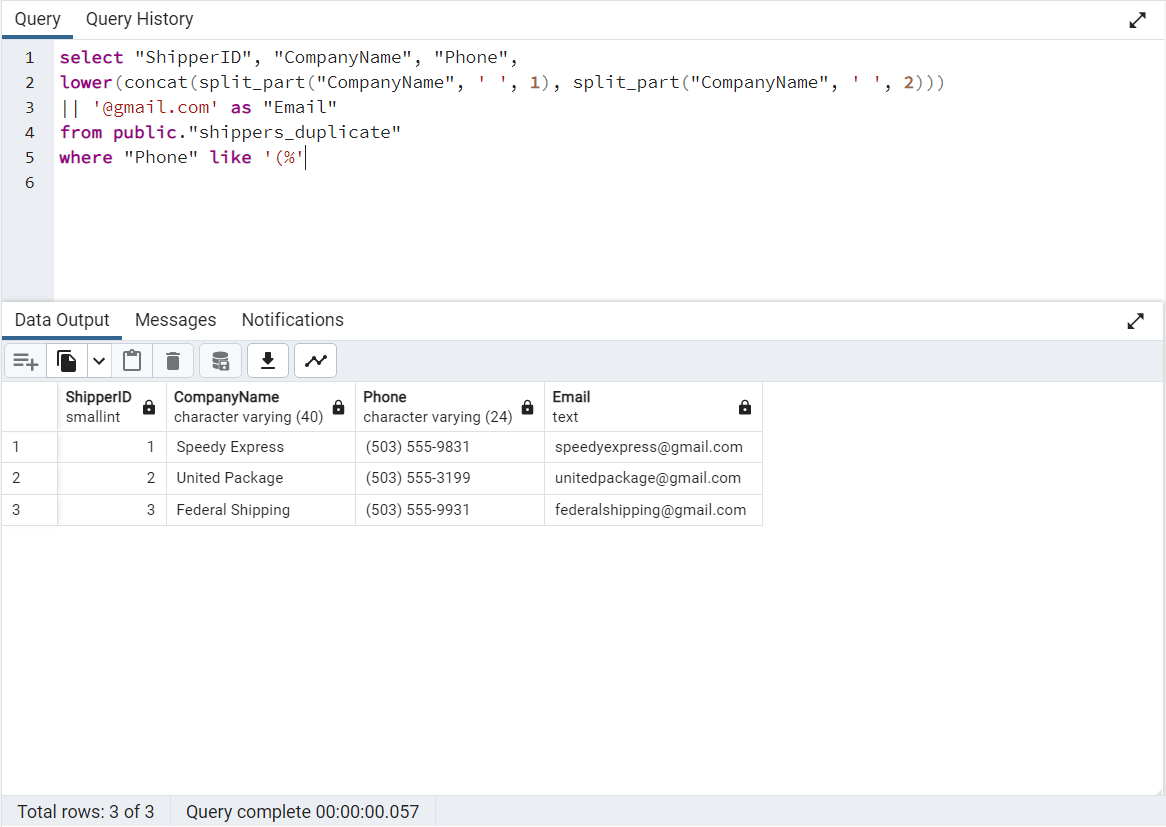 Query Query History
1 select "ShipperID", "CompanyName", "Phone",
2 lower(concat(split_part("CompanyName", ' ', 1), split_part("CompanyName", ' ', 2)))
3 || '@gmail.com' as "Email"
4 from public."shippers_duplicate"
5 where "Phone" like '(%'
6
Data Output Messages Notifications
ShipperID CompanyName Phone Email
smallint character varying (40) character varying (24) text
1 1 Speedy Express (503) 555-9831 speedyexpress@gmail.com
2 2 United Package (503) 555-3199 unitedpackage@gmail.com
3 3 Federal Shipping (503) 555-9931 federalshipping@gmail.com
Total rows: 3 of 3 Query complete 00:00:00.057